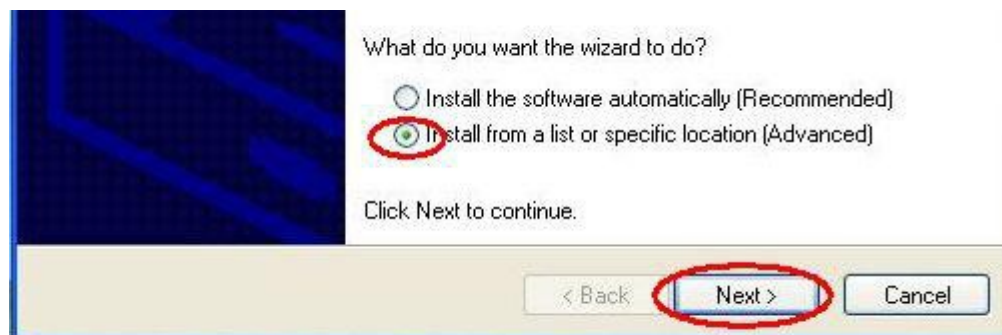 What do you want the wizard to do?
Install the software automatically (Recommended)
Install from a list or specific location (Advanced)
Click Next to continue.
< Back Next > Cancel